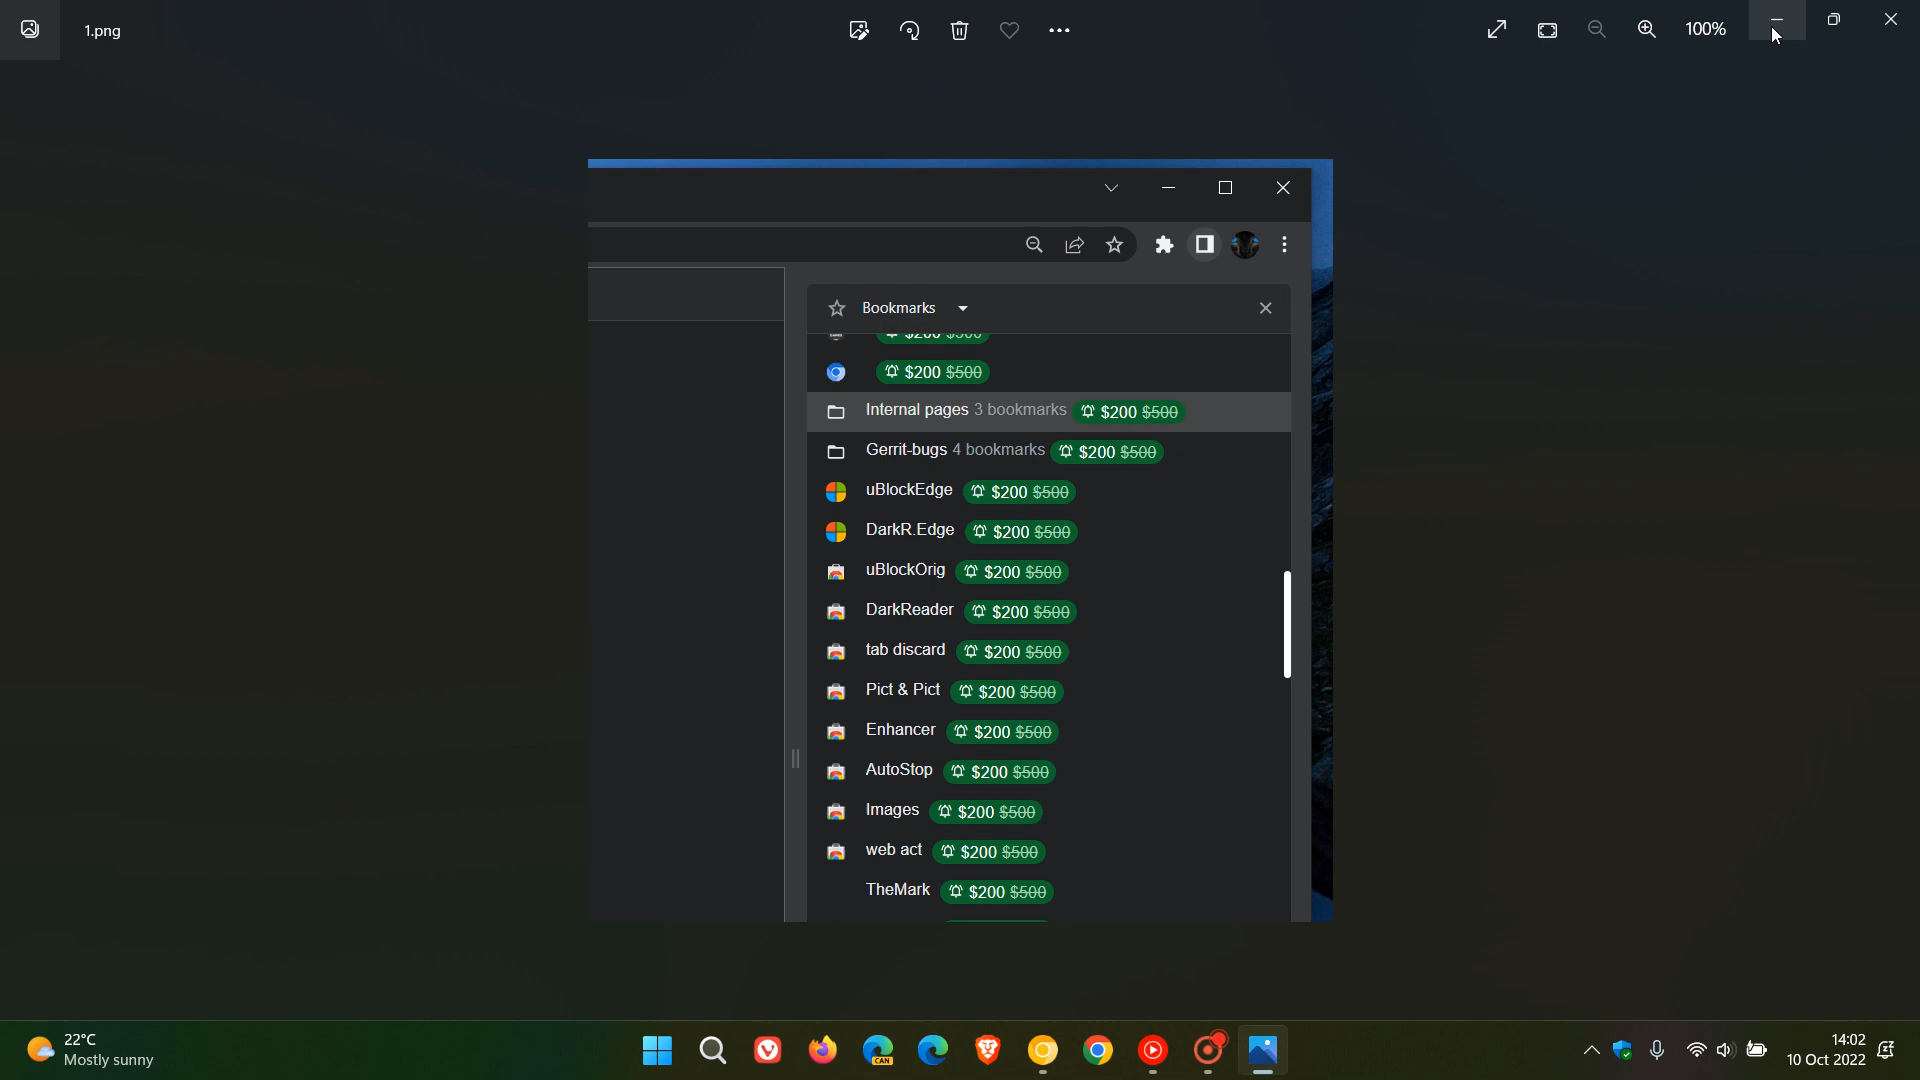 1.png
100%
Bookmarks
$200 $500
$200 $500
Internal pages 3 bookmarks $200 $500
Gerrit-bugs 4 bookmarks $200 $500
uBlockEdge $200 $500
DarkR.Edge $200 $500
uBlockOrig $200 $500
DarkReader $200 $500
tab discard $200 $500
Pict & Pict $200 $500
Enhancer $200 $500
AutoStop $200 $500
Images $200 $500
web act $200 $500
TheMark $200 $500
22°C
Mostly sunny
CAN
14:02
10 Oct 2022